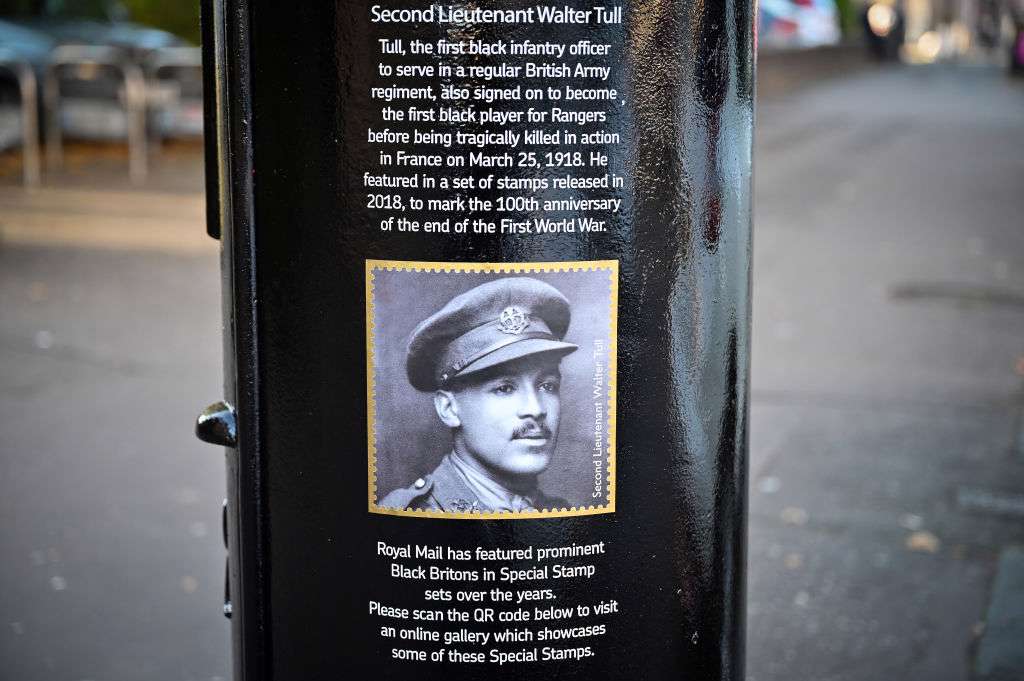 Second Lieutenant Walter Tull
Tull, the first black infantry officer
to serve in a regular British Army
regiment, also signed on to become
the first black player for Rangers
before being tragically killed in action
in France on March 25, 1918. He
featured in a set of stamps released in
2018, to mark the 100th anniversary
of the end of the First World War.
Second Lieutenant Walter Tull
Royal Mail has featured prominent
Black Britons in Special Stamp
sets over the years.
Please scan the QR code below to visit
an online gallery which showcases
some of these Special Stamps.